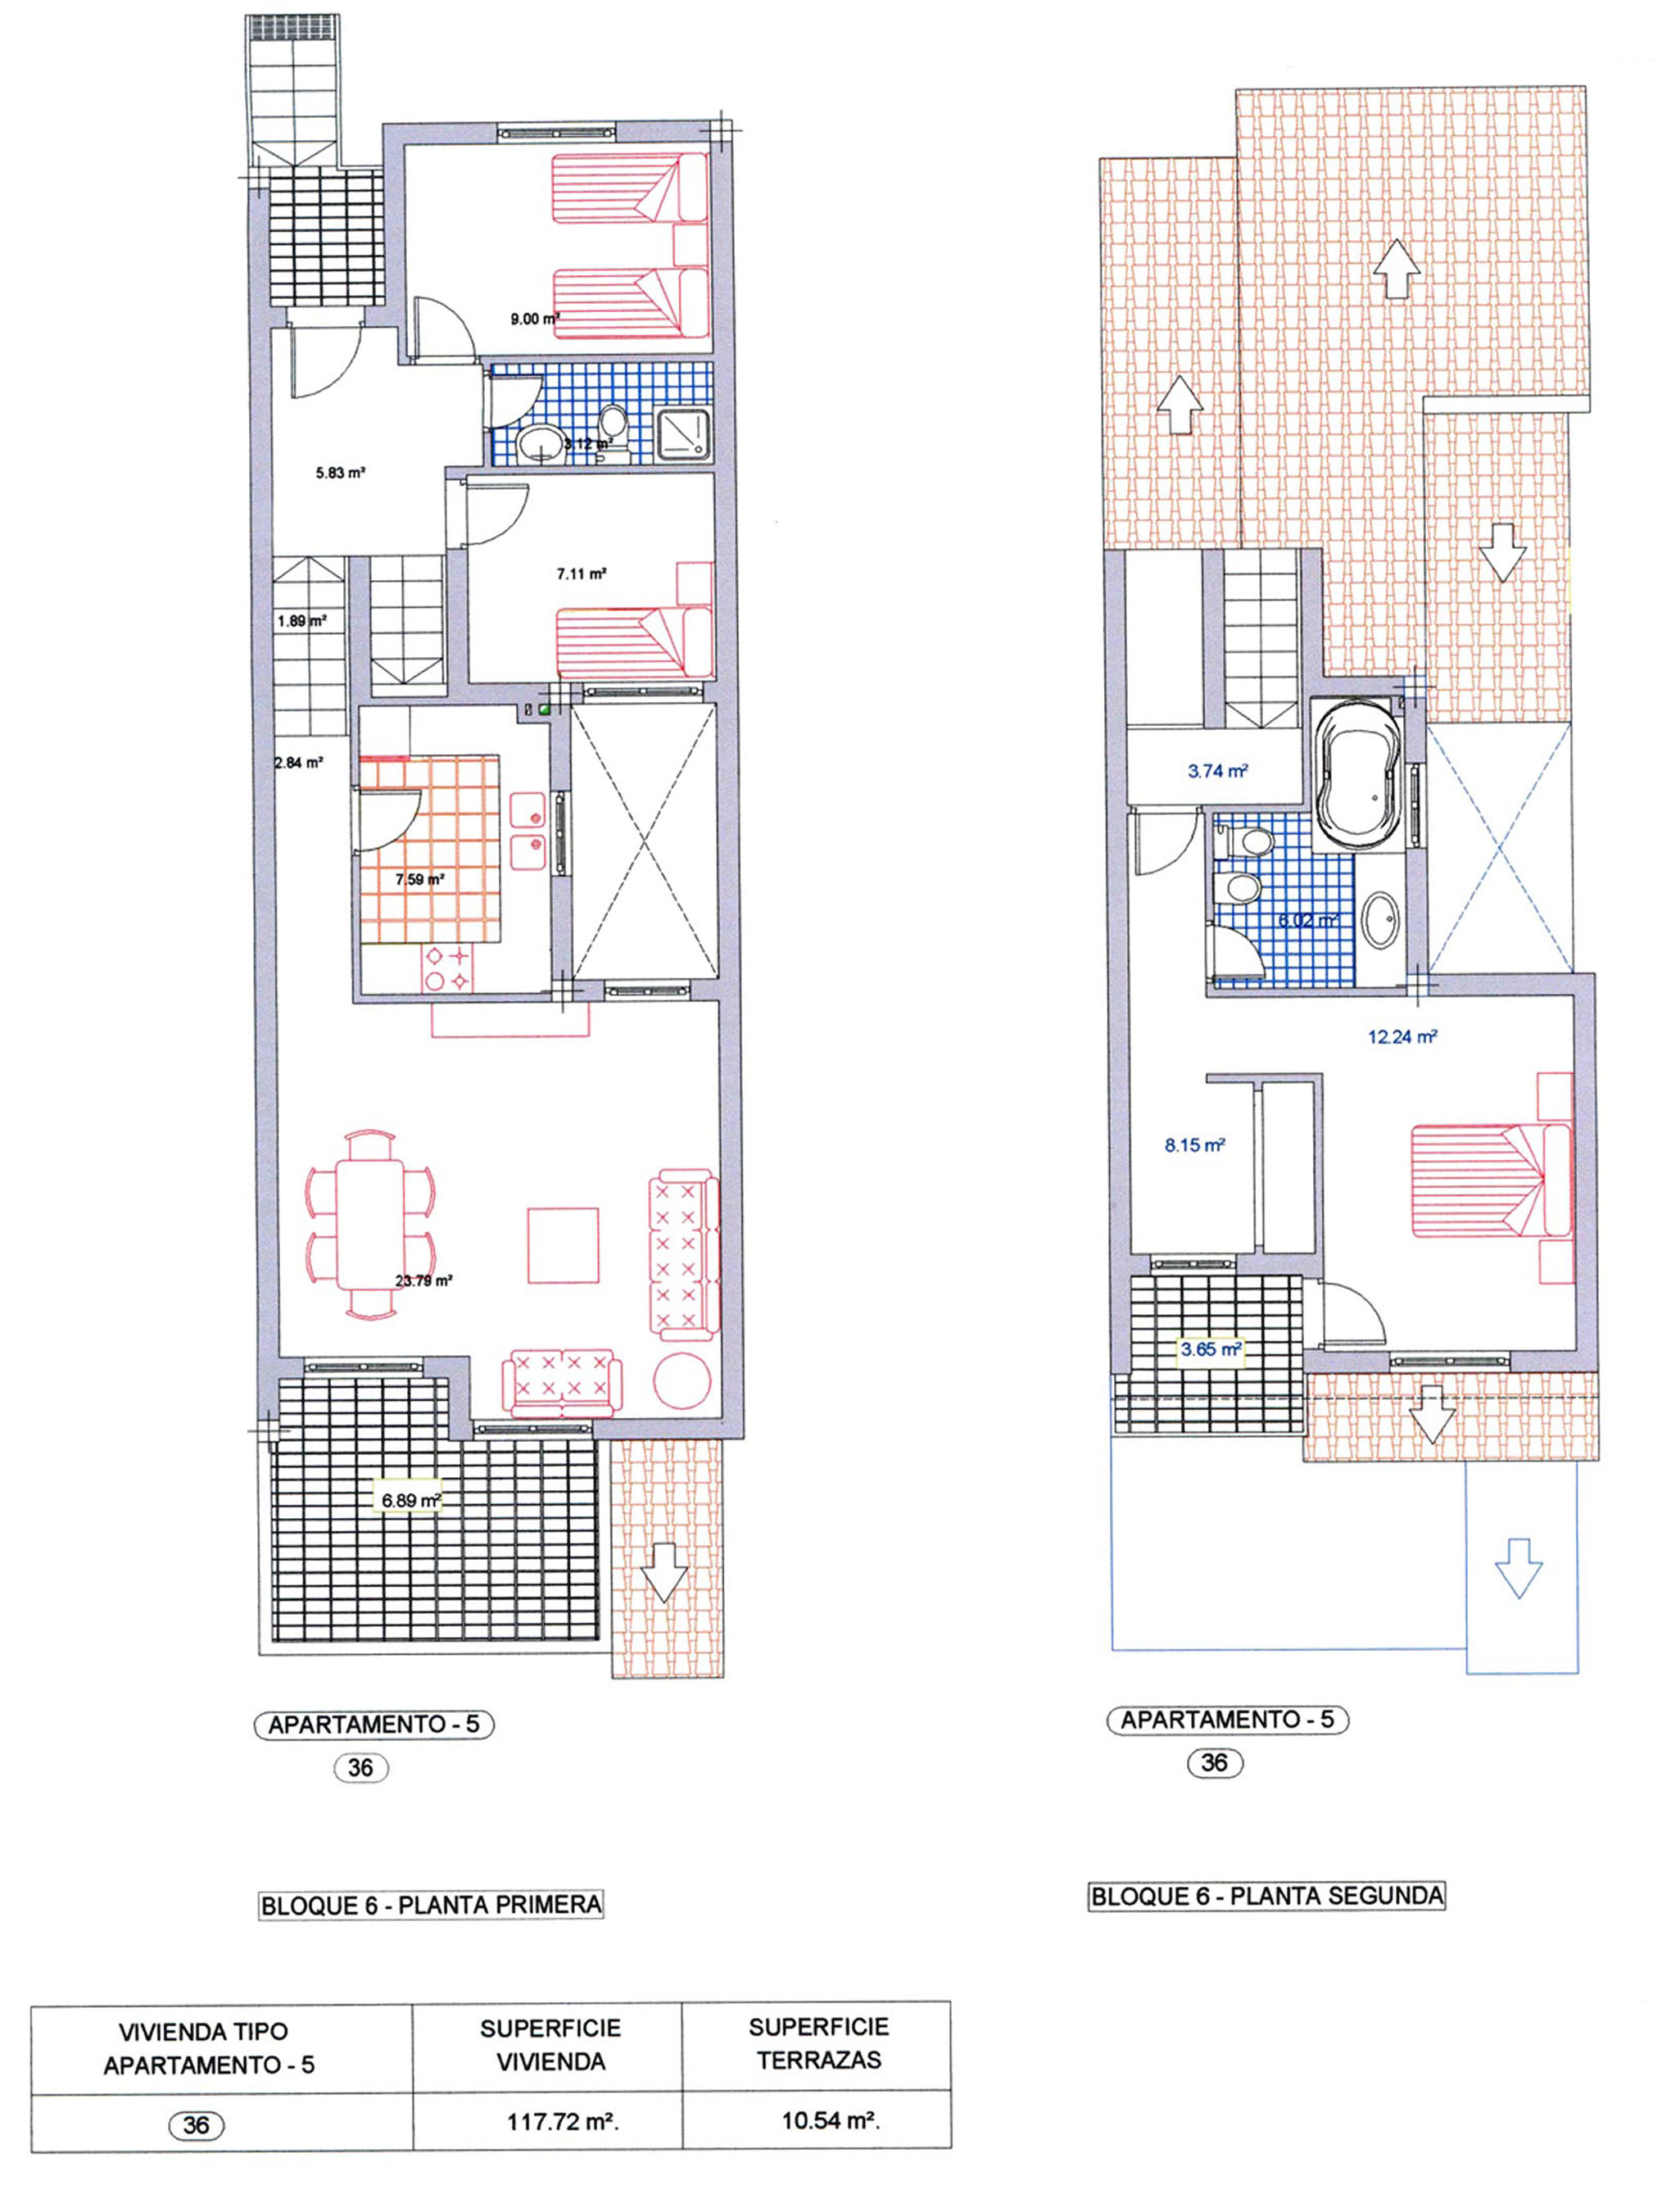 9.00 m²
3.12 m²
5.83 m²
7.11 m²
1.89 m²
2.84 m²
7.59 m²
23.79 m²
6.89 m²
APARTAMENTO - 5
36
BLOQUE 6 - PLANTA PRIMERA
3.74 m²
6.02 m²
12.24 m²
8.15 m²
3.65 m²
APARTAMENTO - 5
36
BLOQUE 6 - PLANTA SEGUNDA
VIVIENDA TIPO
APARTAMENTO - 5
SUPERFICIE
VIVIENDA
SUPERFICIE
TERRAZAS
36
117.72 m².
10.54 m².